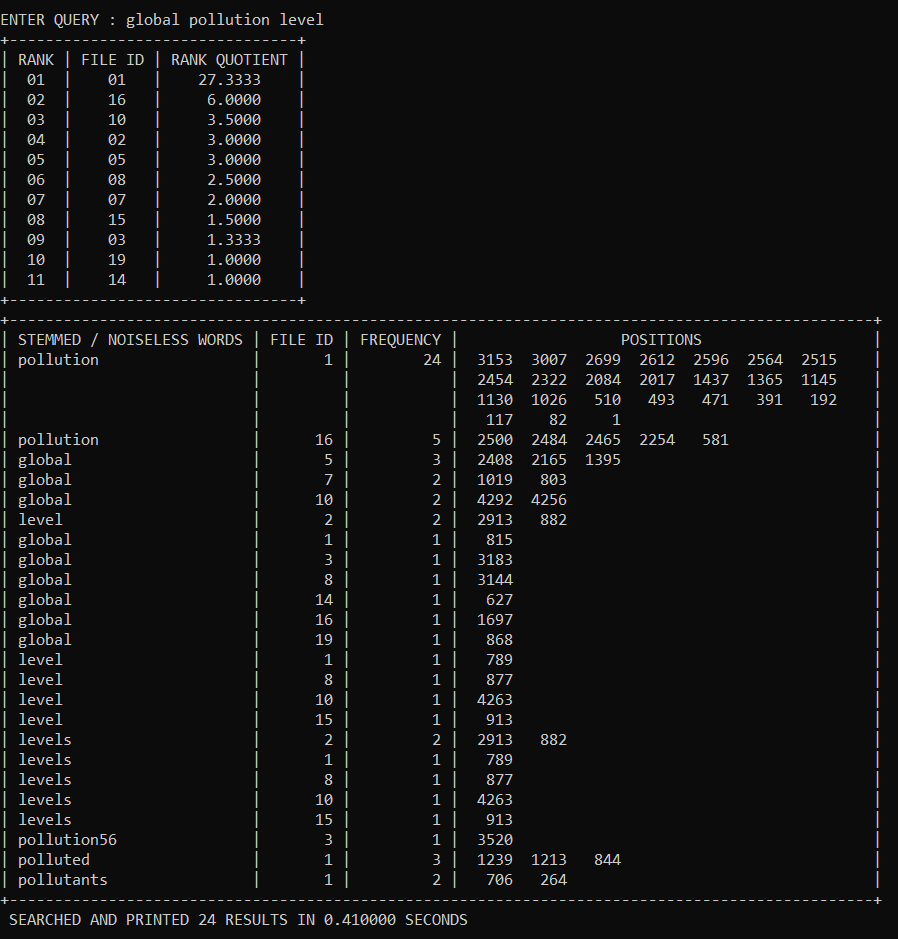 ENTER QUERY : global pollution level
+--------------------------------+
| RANK | FILE ID | RANK QUOTIENT |
| 01 | 01 | 27.3333 |
| 02 | 16 | 6.0000 |
| 03 | 10 | 3.5000 |
| 04 | 02 | 3.0000 |
| 05 | 05 | 3.0000 |
| 06 | 08 | 2.5000 |
| 07 | 07 | 2.0000 |
| 08 | 15 | 1.5000 |
| 09 | 03 | 1.3333 |
| 10 | 19 | 1.0000 |
| 11 | 14 | 1.0000 |
+--------------------------------+
+------------------------------------------------------------------------------------------------+
| STEMMED / NOISELESS WORDS | FILE ID | FREQUENCY | POSITIONS |
| pollution | 1 | 24 | 3153 3007 2699 2612 2596 2564 2515 |
| | | | 2454 2322 2084 2017 1437 1365 1145 |
| | | | 1130 1026 510 493 471 391 192 |
| | | | 117 82 1 |
| pollution | 16 | 5 | 2500 2484 2465 2254 581 |
| global | 5 | 3 | 2408 2165 1395 |
| global | 7 | 2 | 1019 803 |
| global | 10 | 2 | 4292 4256 |
| level | 2 | 2 | 2913 882 |
| global | 1 | 1 | 815 |
| global | 3 | 1 | 3183 |
| global | 8 | 1 | 3144 |
| global | 14 | 1 | 627 |
| global | 16 | 1 | 1697 |
| global | 19 | 1 | 868 |
| level | 1 | 1 | 789 |
| level | 8 | 1 | 877 |
| level | 10 | 1 | 4263 |
| level | 15 | 1 | 913 |
| levels | 2 | 2 | 2913 882 |
| levels | 1 | 1 | 789 |
| levels | 8 | 1 | 877 |
| levels | 10 | 1 | 4263 |
| levels | 15 | 1 | 913 |
| pollution56 | 3 | 1 | 3520 |
| polluted | 1 | 3 | 1239 1213 844 |
| pollutants | 1 | 2 | 706 264 |
+------------------------------------------------------------------------------------------------+
SEARCHED AND PRINTED 24 RESULTS IN 0.410000 SECONDS